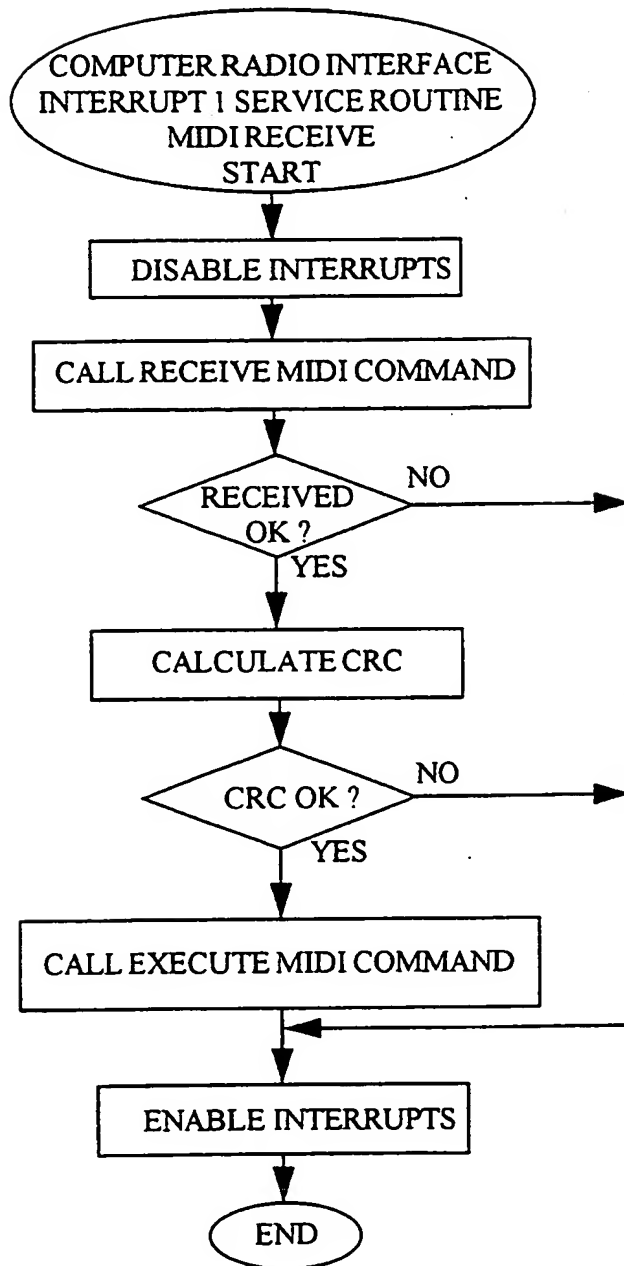 COMPUTER RADIO INTERFACE
INTERRUPT 1 SERVICE ROUTINE
MIDI RECEIVE
START
DISABLE INTERRUPTS
CALL RECEIVE MIDI COMMAND
RECEIVED
OK ?
NO
YES
CALCULATE CRC
CRC OK ?
NO
YES
CALL EXECUTE MIDI COMMAND
ENABLE INTERRUPTS
END